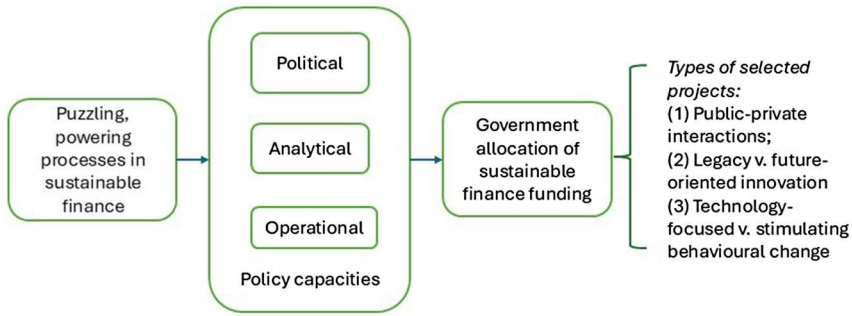 Puzzling,
powering
processes in
sustainable
finance
Political
Analytical
Operational
Policy capacities
Government
allocation of
sustainable
finance funding
Types of selected
projects:
(1) Public-private
interactions;
(2) Legacy v. future-
oriented innovation
(3) Technology-
focused v. stimulating
behavioural change